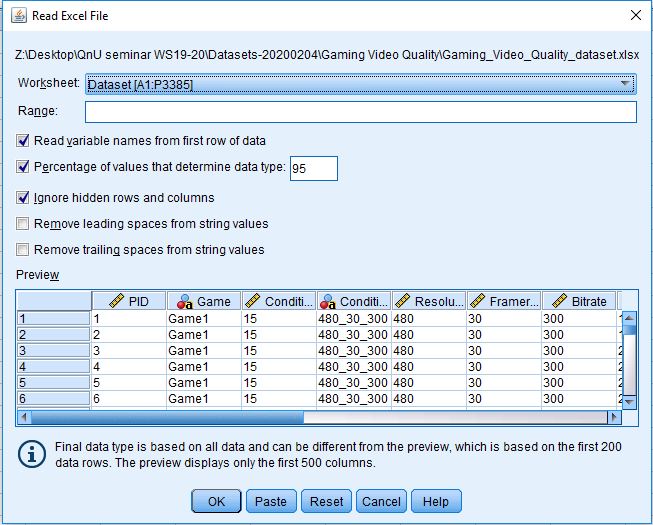 Read Excel File
Z:\Desktop\QnU seminar WS19-20\Datasets-20200204\Gaming Video Quality\Gaming_Video_Quality_dataset.xlsx
Worksheet: Dataset [A1:P3385]
Range:
Read variable names from first row of data
Percentage of values that determine data type: 95
Ignore hidden rows and columns
Remove leading spaces from string values
Remove trailing spaces from string values
Preview
PID Game Conditi... Conditi... Resolu... Framer... Bitrate
1 1 Game1 15 480_30_300 480 30 300
2 2 Game1 15 480_30_300 480 30 300
3 3 Game1 15 480_30_300 480 30 300 2
4 4 Game1 15 480_30_300 480 30 300
5 5 Game1 15 480_30_300 480 30 300 2
6 6 Game1 15 480_30_300 480 30 300 2
Final data type is based on all data and can be different from the preview, which is based on the first 200
data rows. The preview displays only the first 500 columns.
OK Paste Reset Cancel Help